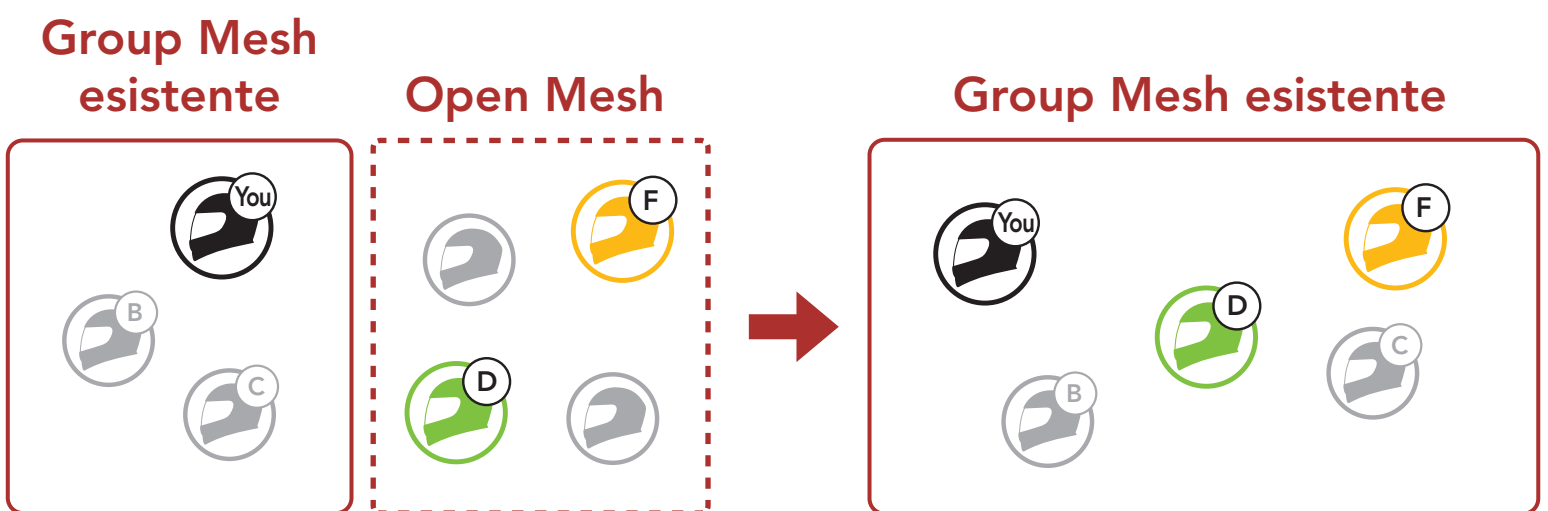 Group Mesh
esistente
You
B
C
Open Mesh
F
D
Group Mesh esistente
You
F
D
C
B